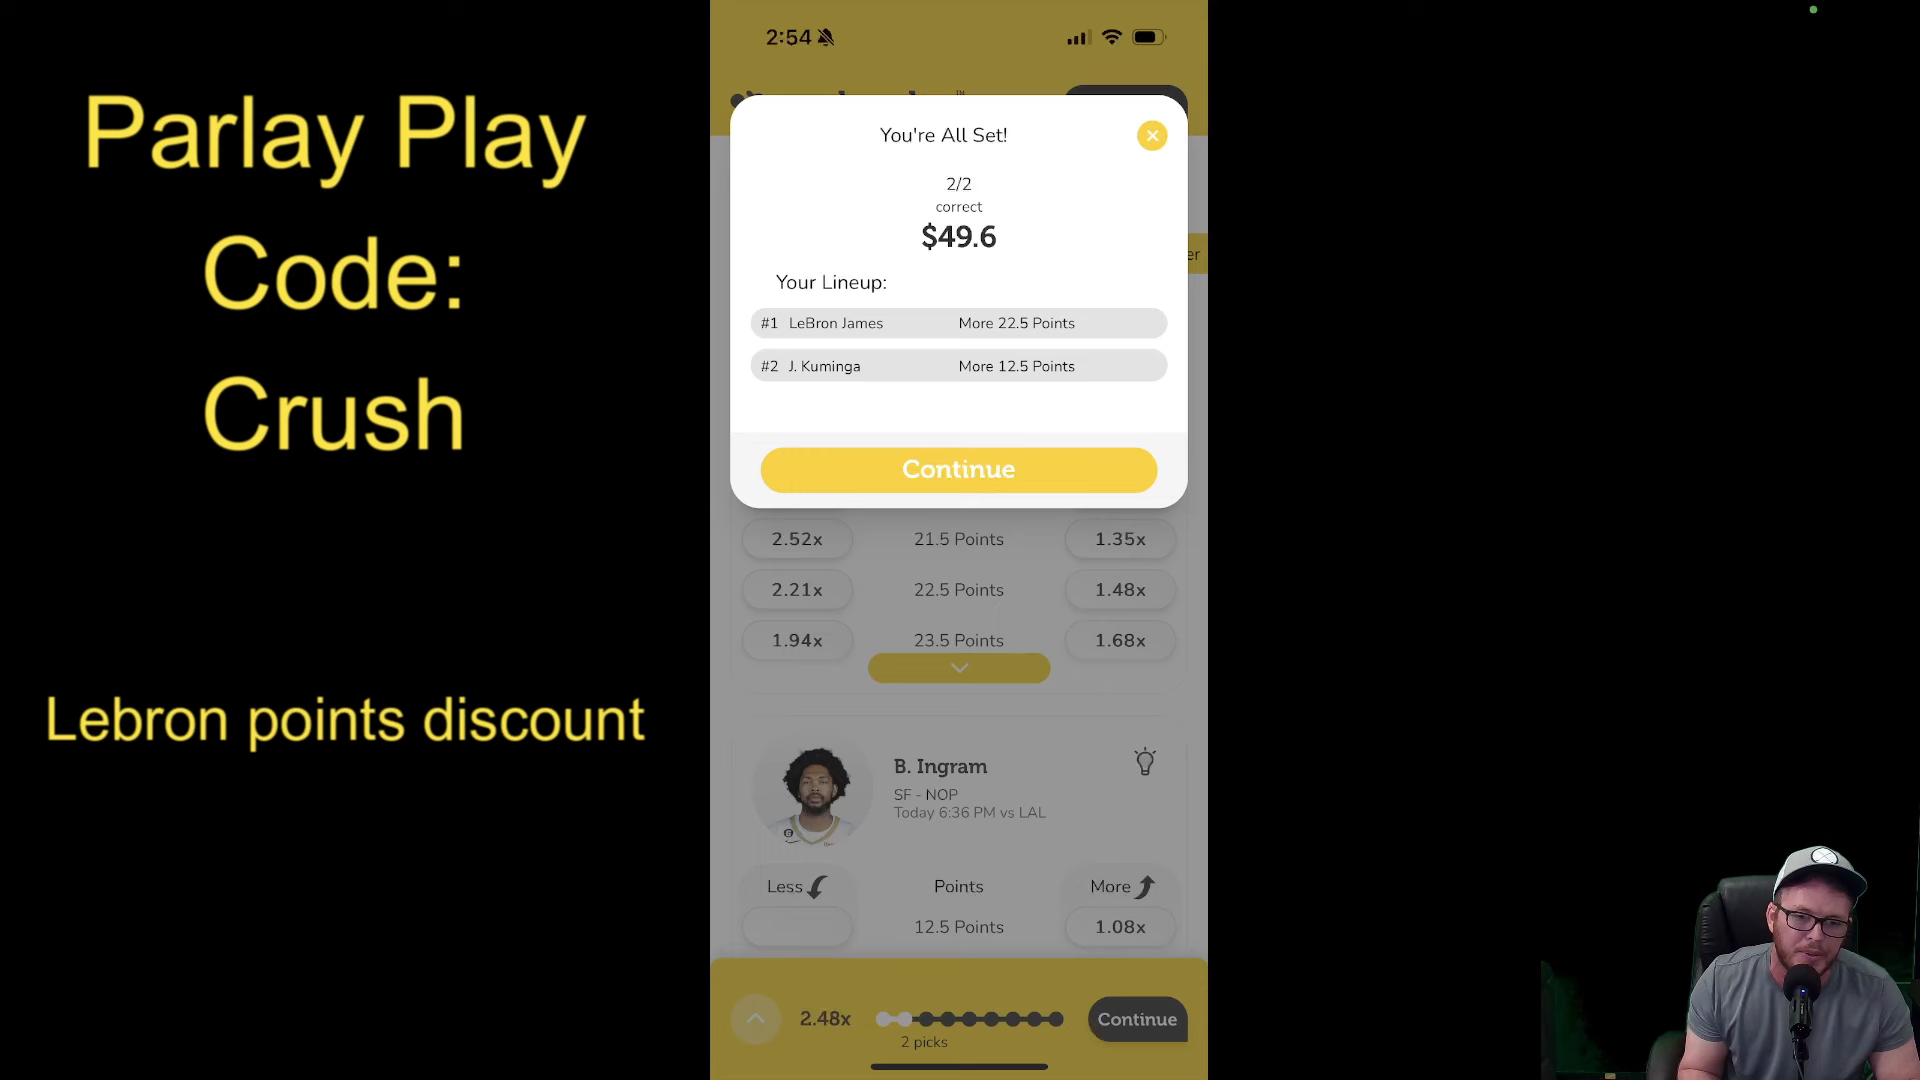 Parlay Play
Code:
Crush
Lebron points discount
2:54
You're All Set!
2/2
correct
$49.6
er
Your Lineup:
#1 LeBron James More 22.5 Points
#2 J. Kuminga More 12.5 Points
Continue
2.52x 21.5 Points 1.35x
2.21x 22.5 Points 1.48x
1.94x 23.5 Points 1.68x
B. Ingram
SF - NOP
Today 6:36 PM vs LAL
Less Points More
12.5 Points 1.08x
2.48x
2 picks
Continue